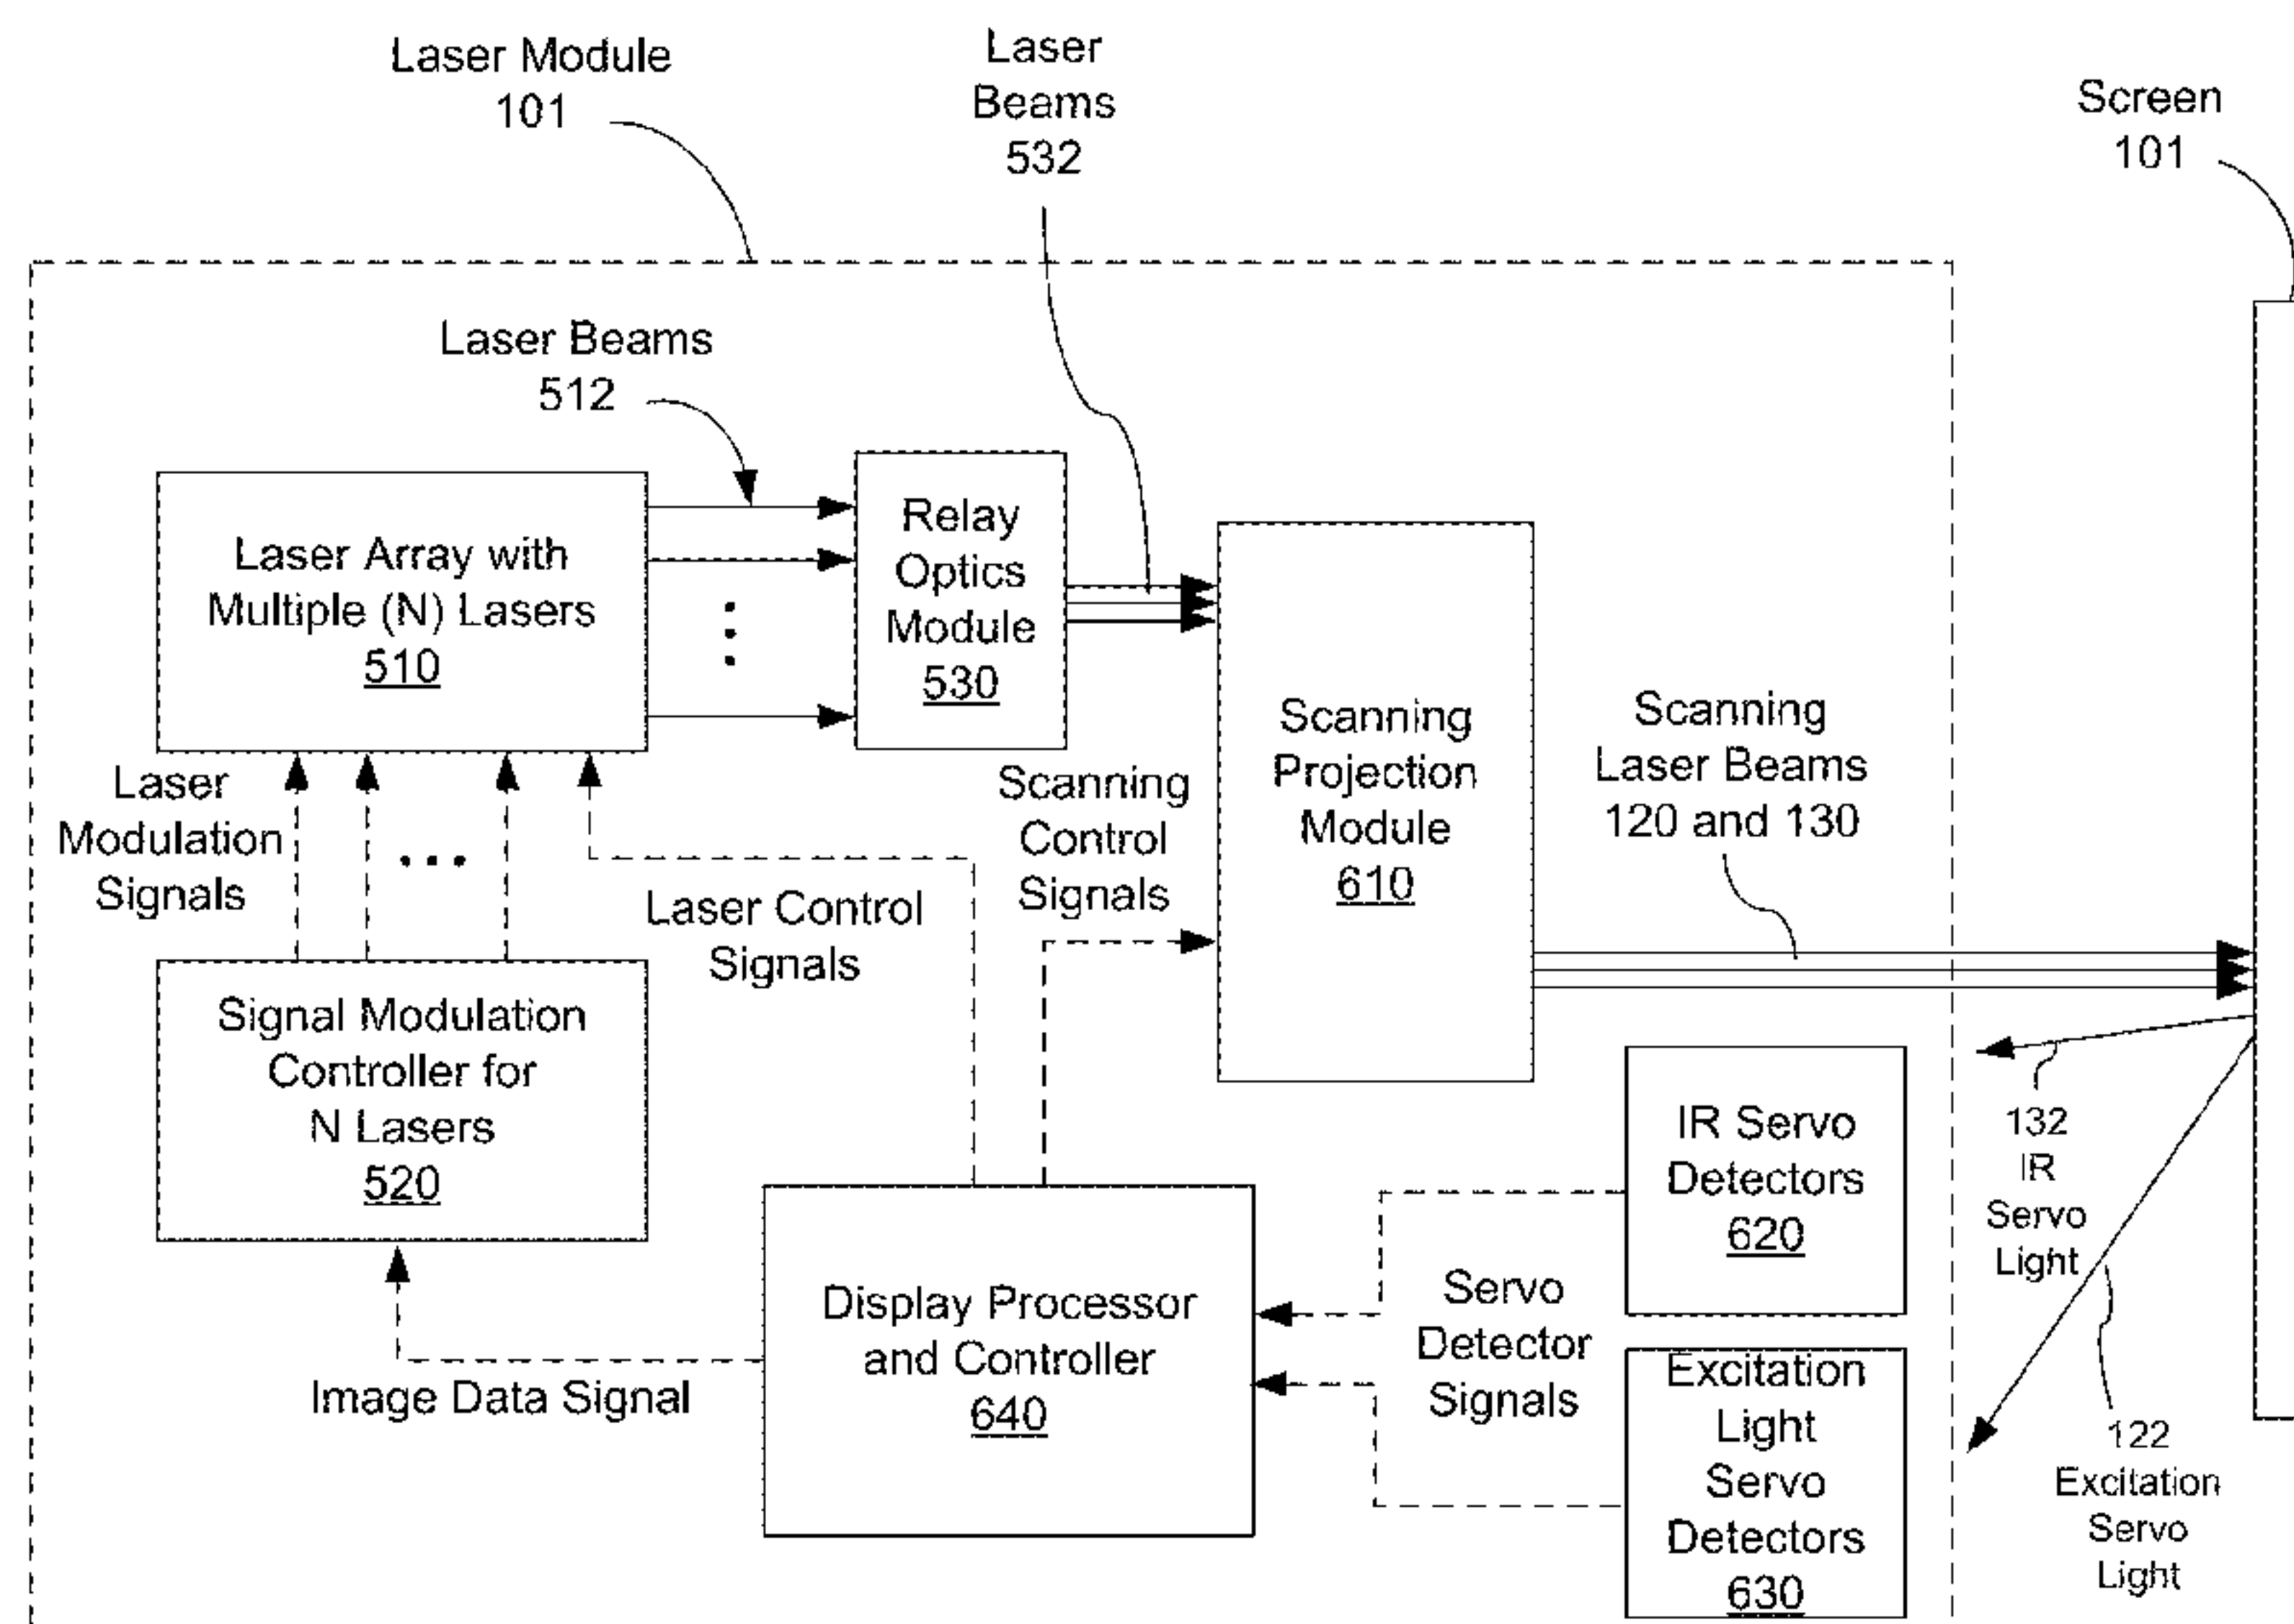 Laser Module
101
Laser
Beams
532
Screen
101
Laser Beams
512
Laser Array with
Multiple (N) Lasers
510
Relay
Optics
Module
530
Scanning
Projection
Module
610
Scanning
Laser Beams
120 and 130
Laser
Modulation
Signals
Scanning
Control
Signals
Laser Control
Signals
Signal Modulation
Controller for
N Lasers
520
IR Servo
Detectors
620
132
IR
Servo
Light
Display Processor
and Controller
640
Servo
Detector
Signals
Image Data Signal
Excitation
Light
Servo
Detectors
630
122
Excitation
Servo
Light